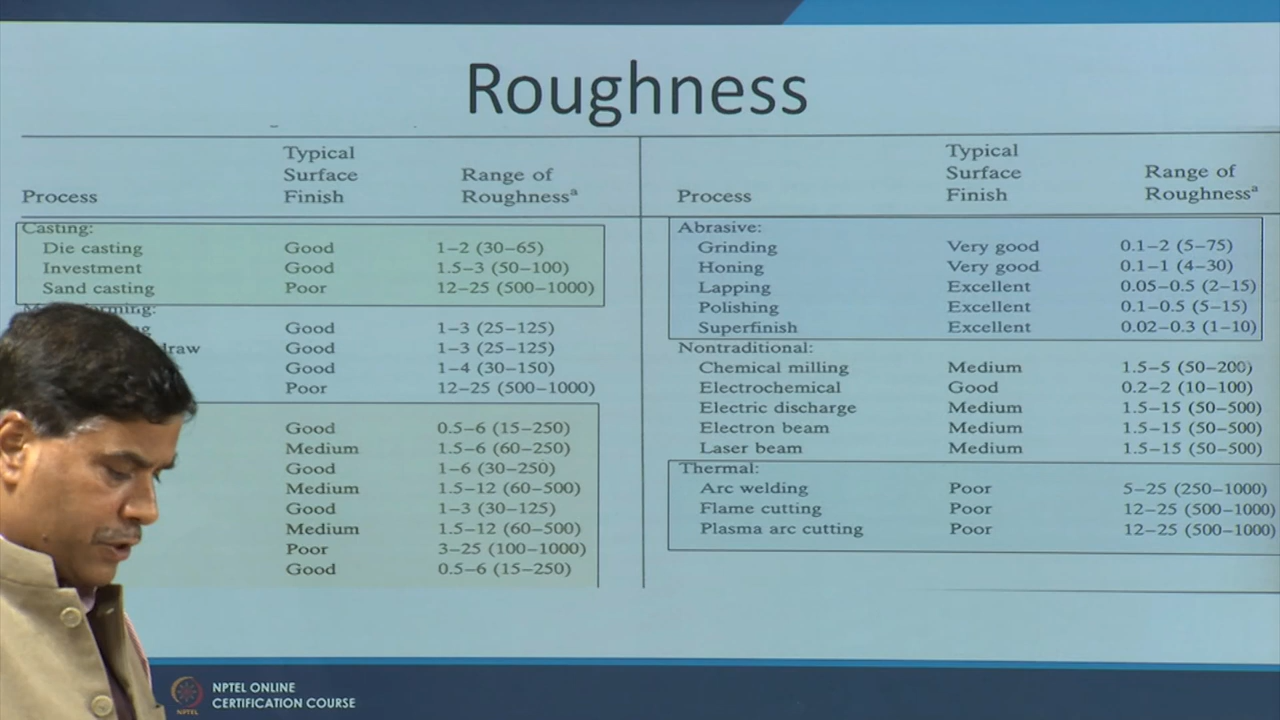 Roughness
Process Typical Surface Finish Range of Roughnessᵃ
Casting:
Die casting Good 1–2 (30–65)
Investment Good 1.5–3 (50–100)
Sand casting Poor 12–25 (500–1000)
Good 1–3 (25–125)
Good 1–3 (25–125)
Good 1–4 (30–150)
Poor 12–25 (500–1000)
Good 0.5–6 (15–250)
Medium 1.5–6 (60–250)
Good 1–6 (30–250)
Medium 1.5–12 (60–500)
Good 1–3 (30–125)
Medium 1.5–12 (60–500)
Poor 3–25 (100–1000)
Good 0.5–6 (15–250)
Process Typical Surface Finish Range of Roughnessᵃ
Abrasive:
Grinding Very good 0.1–2 (5–75)
Honing Very good 0.1–1 (4–30)
Lapping Excellent 0.05–0.5 (2–15)
Polishing Excellent 0.1–0.5 (5–15)
Superfinish Excellent 0.02–0.3 (1–10)
Nontraditional:
Chemical milling Medium 1.5–5 (50–200)
Electrochemical Good 0.2–2 (10–100)
Electric discharge Medium 1.5–15 (50–500)
Electron beam Medium 1.5–15 (50–500)
Laser beam Medium 1.5–15 (50–500)
Thermal:
Arc welding Poor 5–25 (250–1000)
Flame cutting Poor 12–25 (500–1000)
Plasma arc cutting Poor 12–25 (500–1000)
NPTEL
NPTEL ONLINE
CERTIFICATION COURSE